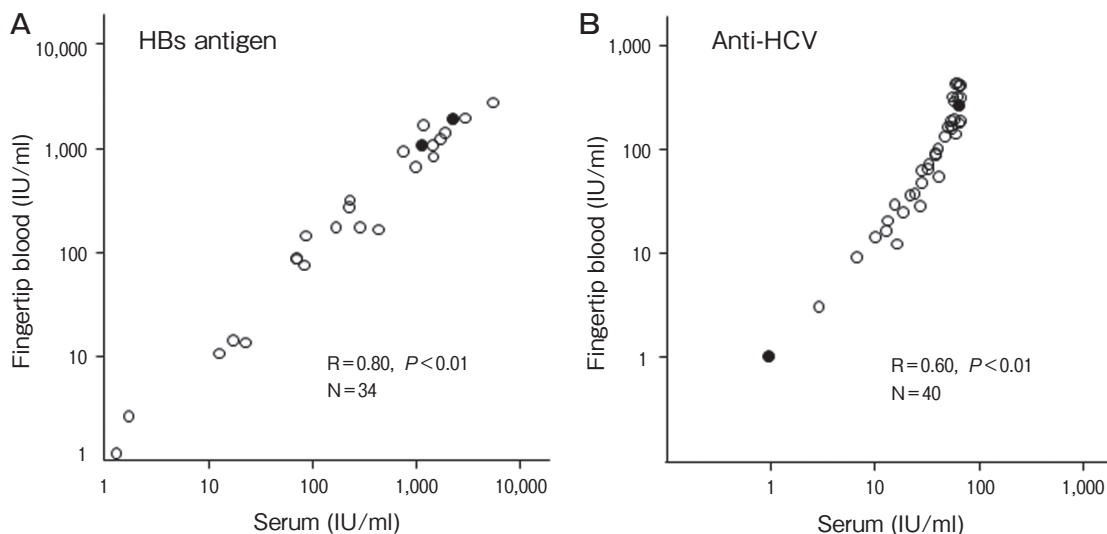 A
HBs antigen
10,000
1,000
100
10
1
Fingertip blood (IU/ml)
R=0.80, P<0.01
N=34
1 10 100 1,000 10,000
Serum (IU/ml)
B
Anti-HCV
1,000
100
10
1
Fingertip blood (IU/ml)
R=0.60, P<0.01
N=40
1 10 100 1,000
Serum (IU/ml)